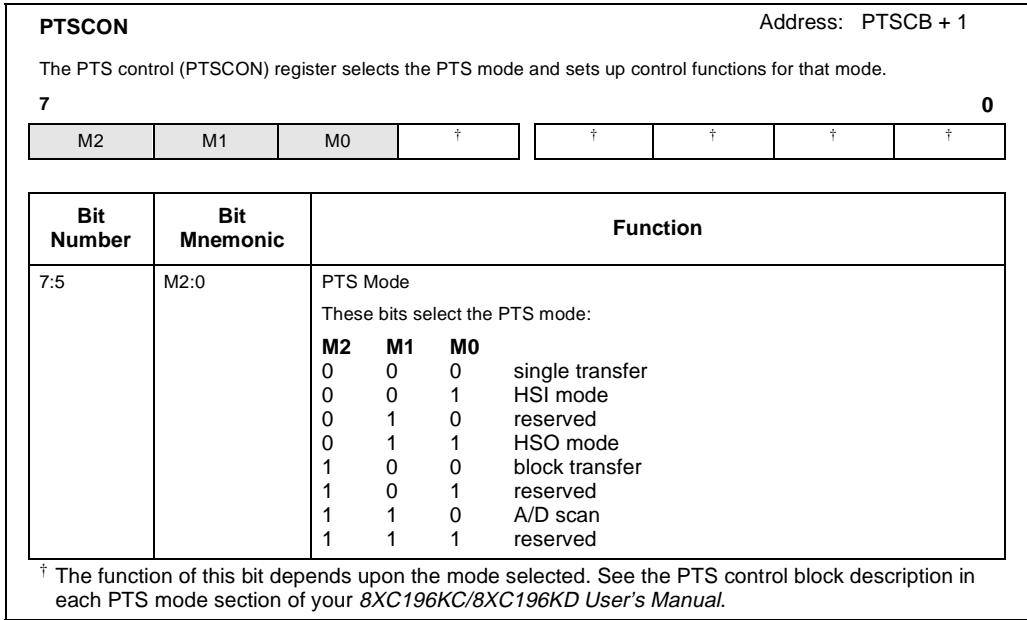 PTSCON Address: PTSCB + 1
The PTS control (PTSCON) register selects the PTS mode and sets up control functions for that mode.
7 0
M2 M1 M0 † † † † †
Bit Number Bit Mnemonic Function
7:5 M2:0 PTS Mode
These bits select the PTS mode:
M2 M1 M0
0 0 0 single transfer
0 0 1 HSI mode
0 1 0 reserved
0 1 1 HSO mode
1 0 0 block transfer
1 0 1 reserved
1 1 0 A/D scan
1 1 1 reserved
† The function of this bit depends upon the mode selected. See the PTS control block description in
each PTS mode section of your 8XC196KC/8XC196KD User's Manual.